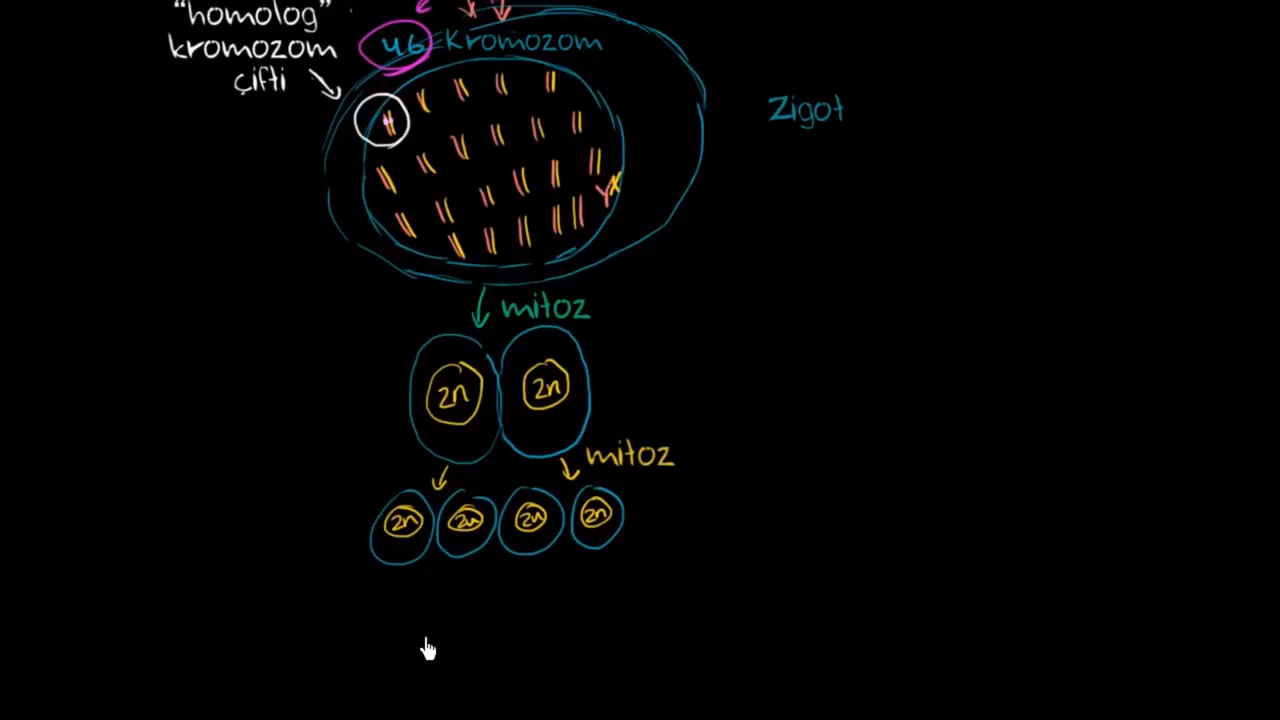 "homolog"
kromozom
çifti
46 Kromozom
Zigot
Y X
mitoz
2n 2n
mitoz
2n 2n 2n 2n